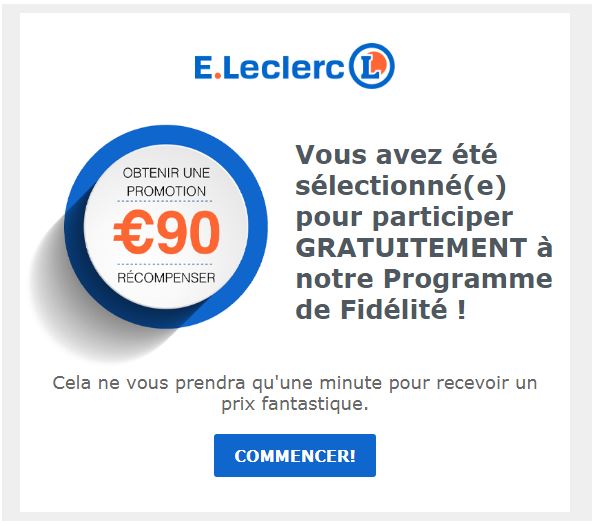 E.Leclerc L
OBTENIR UNE
PROMOTION
€90
RÉCOMPENSER
Vous avez été
sélectionné(e)
pour participer
GRATUITEMENT à
notre Programme
de Fidélité !
Cela ne vous prendra qu'une minute pour recevoir un
prix fantastique.
COMMENCER!